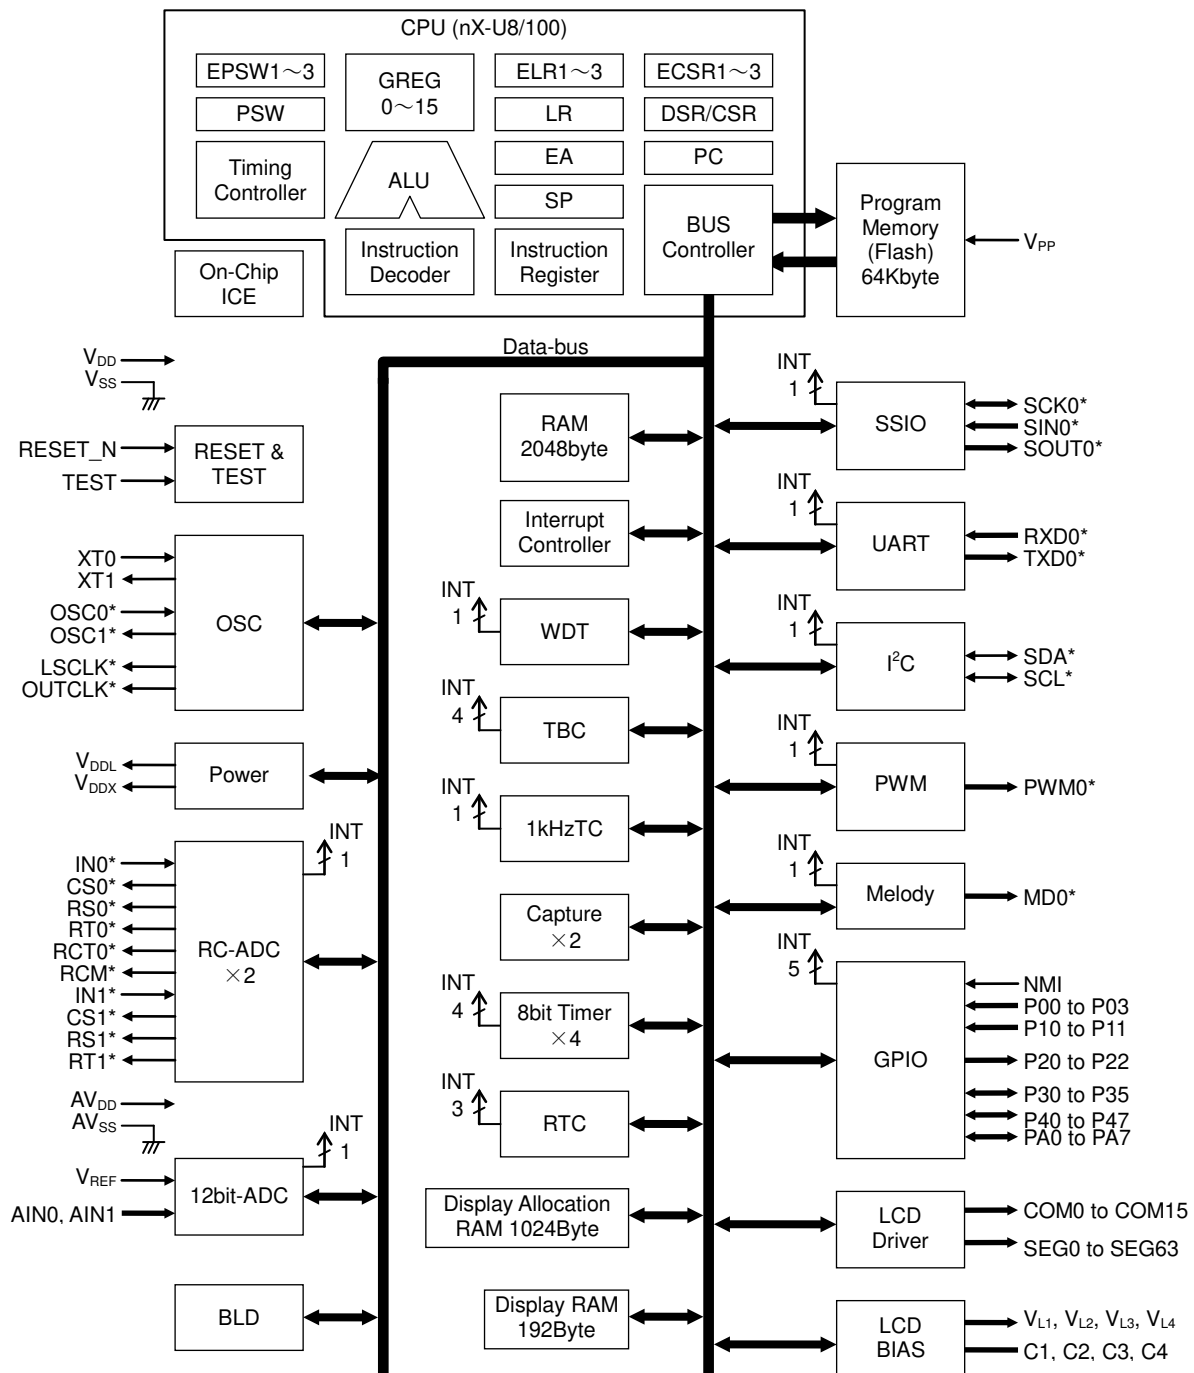 CPU (nX-U8/100)
EPSW1～3
GREG
0～15
ELR1～3
ECSR1～3
PSW
LR
DSR/CSR
Timing
Controller
ALU
EA
PC
SP
BUS
Controller
Instruction
Decoder
Instruction
Register
On-Chip
ICE
Program
Memory
(Flash)
64Kbyte
VPP
Data-bus
VDD
VSS
RESET_N
TEST
RESET &
TEST
XT0
XT1
OSC0*
OSC1*
LSCLK*
OUTCLK*
OSC
VDDL
VDDX
Power
IN0*
CS0*
RS0*
RT0*
RCT0*
RCM*
IN1*
CS1*
RS1*
RT1*
RC-ADC
×2
INT
1
AVDD
AVSS
VREF
AIN0, AIN1
12bit-ADC
INT
1
BLD
RAM
2048byte
Interrupt
Controller
INT
1
WDT
INT
4
TBC
INT
1
1kHzTC
Capture
×2
INT
4
8bit Timer
×4
INT
3
RTC
Display Allocation
RAM 1024Byte
Display RAM
192Byte
INT
1
SSIO
SCK0*
SIN0*
SOUT0*
INT
1
UART
RXD0*
TXD0*
INT
1
I²C
SDA*
SCL*
INT
1
PWM
PWM0*
INT
1
Melody
MD0*
INT
5
GPIO
NMI
P00 to P03
P10 to P11
P20 to P22
P30 to P35
P40 to P47
PA0 to PA7
LCD
Driver
COM0 to COM15
SEG0 to SEG63
LCD
BIAS
VL1, VL2, VL3, VL4
C1, C2, C3, C4